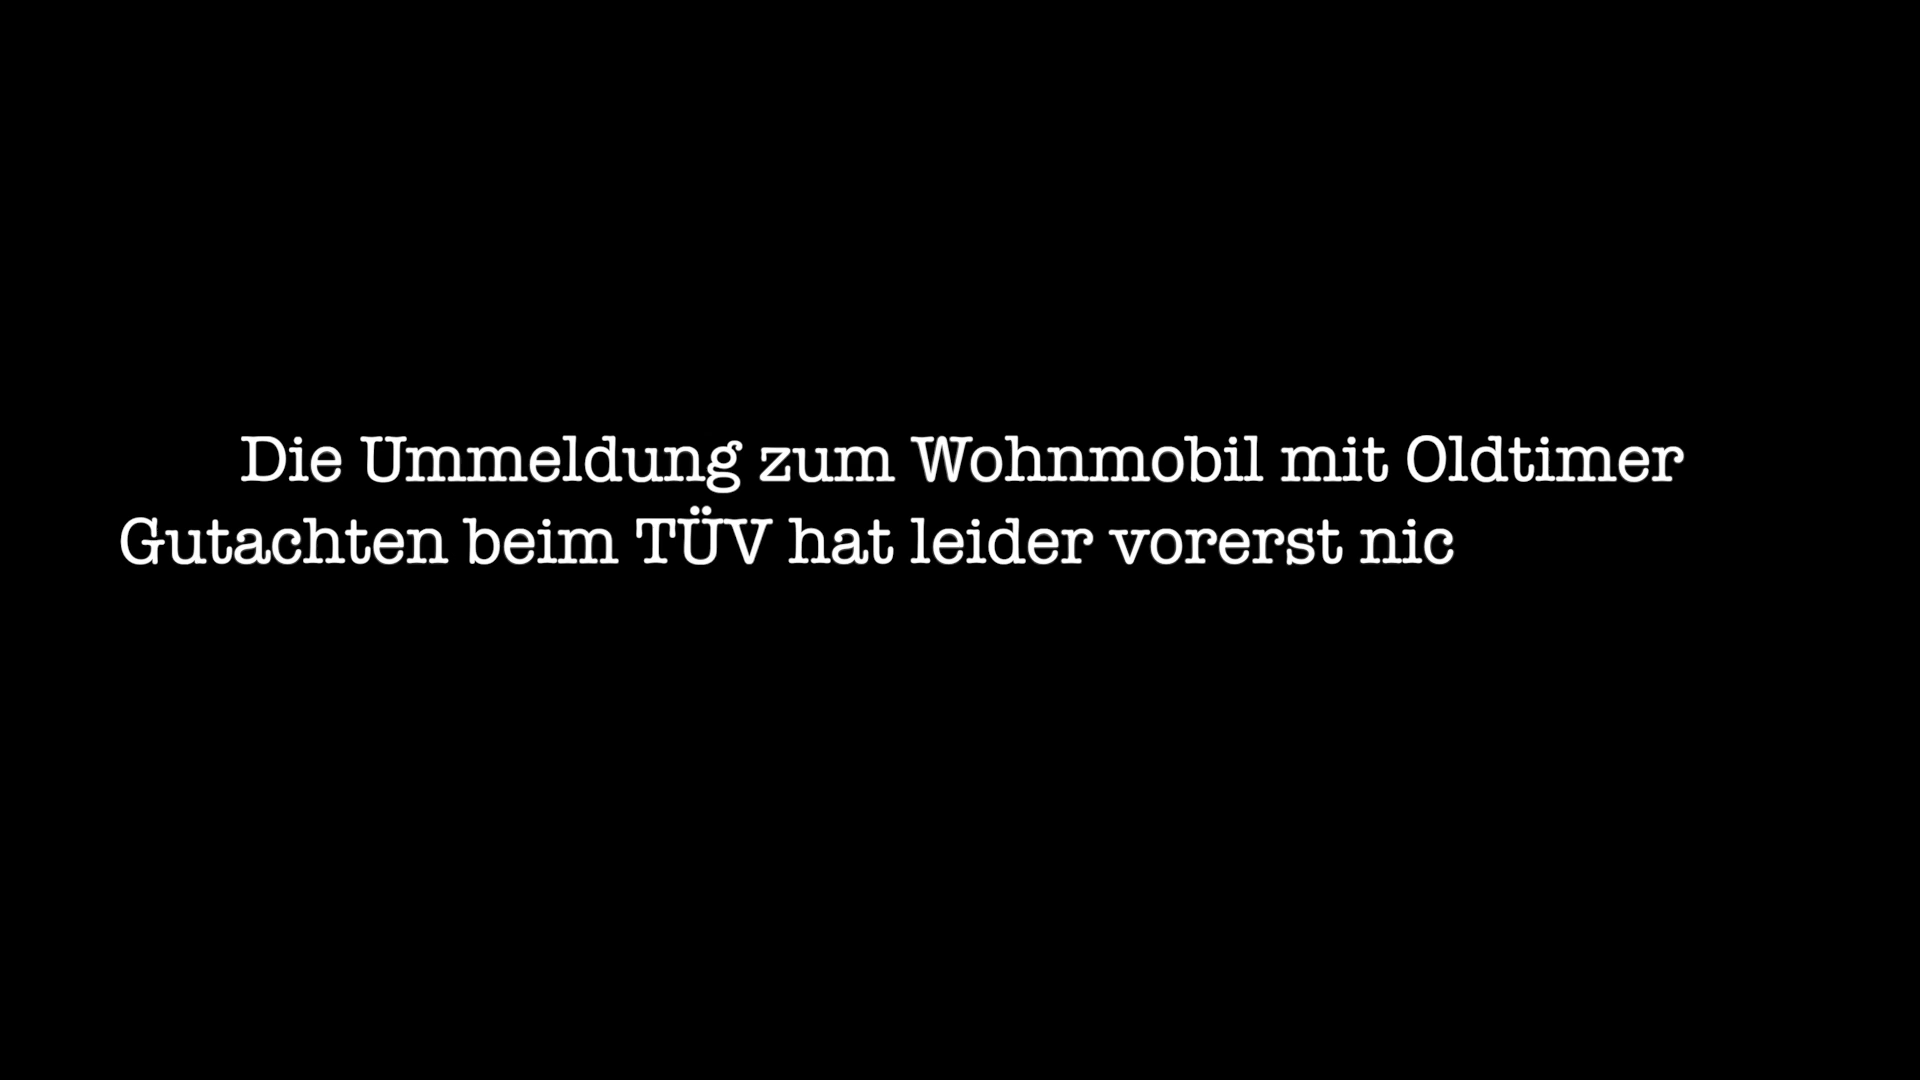 Die Ummeldung zum Wohnmobil mit Oldtimer
Gutachten beim TÜV hat leider vorerst nic